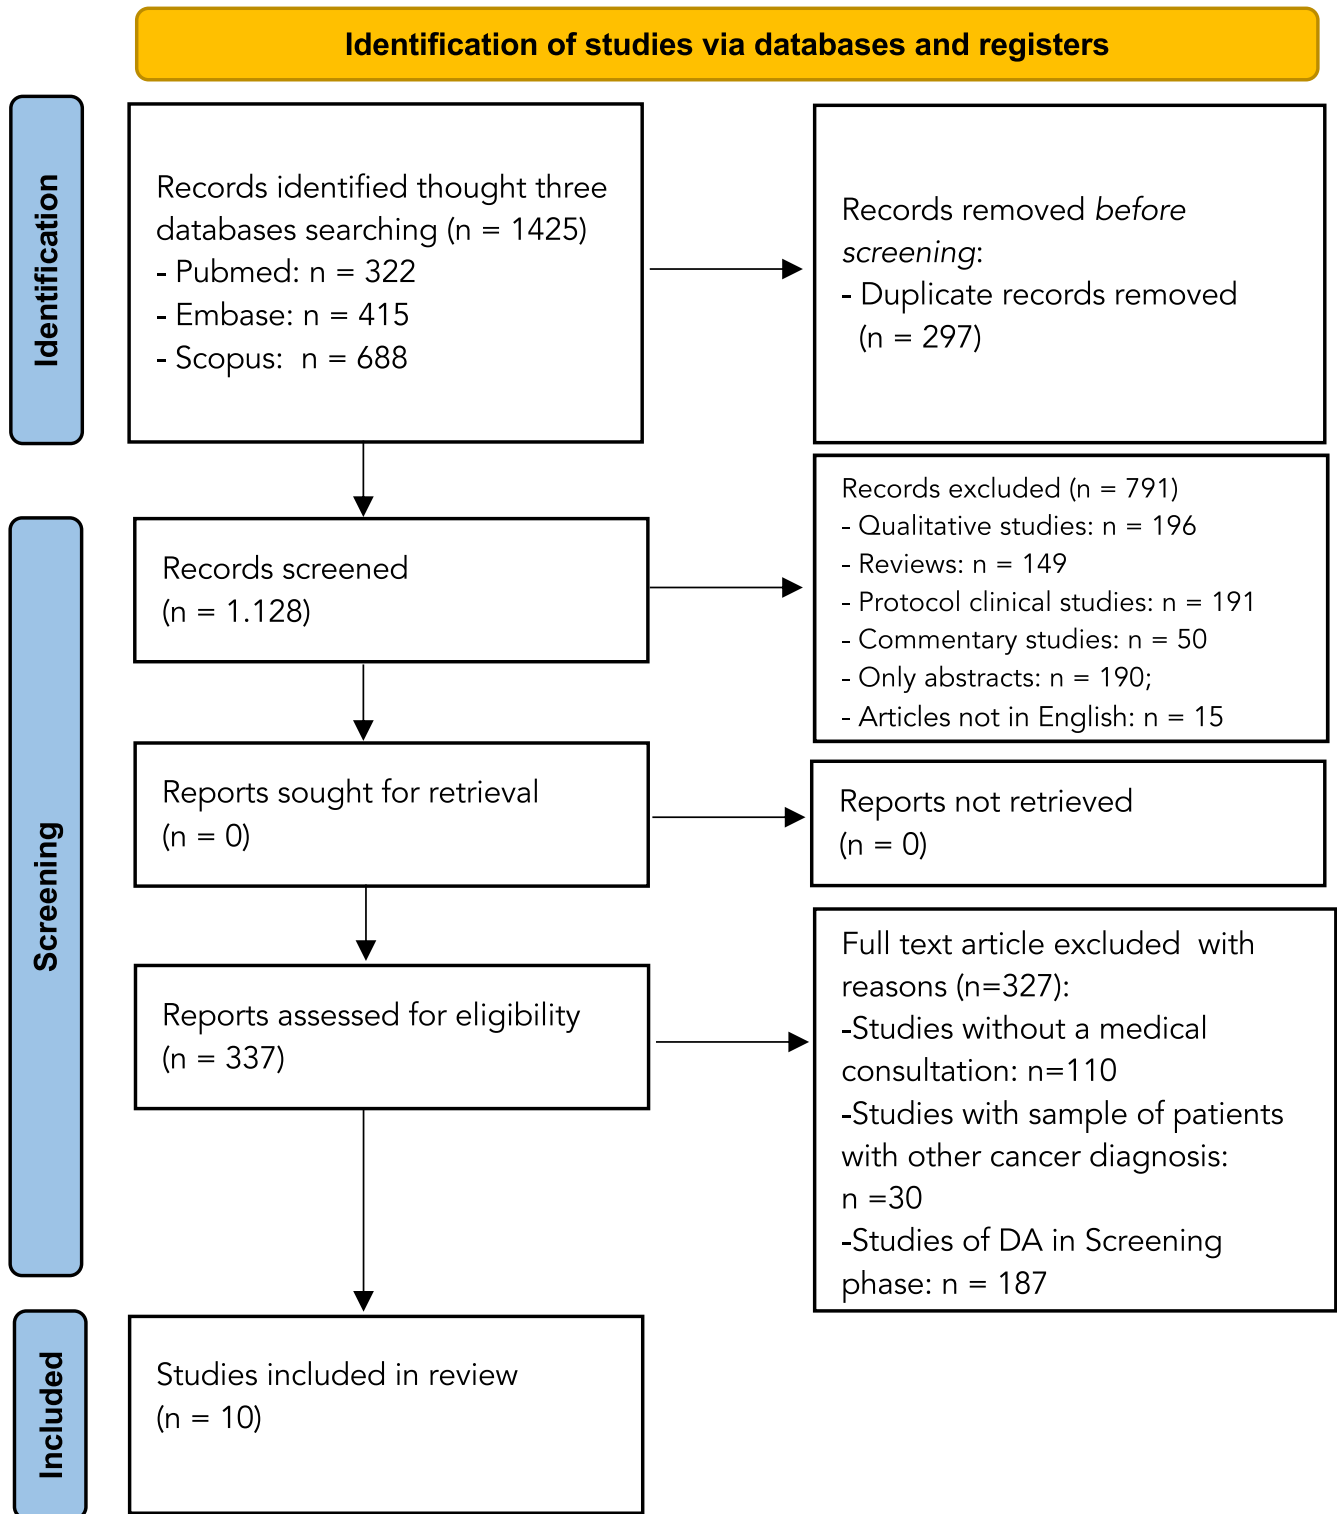 Identification of studies via databases and registers
Identification
Records identified thought three
databases searching (n = 1425)
- Pubmed: n = 322
- Embase: n = 415
- Scopus:  n = 688
Records removed before
screening:
- Duplicate records removed
(n = 297)
Screening
Records screened
(n = 1.128)
Records excluded (n = 791)
- Qualitative studies: n = 196
- Reviews: n = 149
- Protocol clinical studies: n = 191
- Commentary studies: n = 50
- Only abstracts: n = 190;
- Articles not in English: n = 15
Reports sought for retrieval
(n = 0)
Reports not retrieved
(n = 0)
Reports assessed for eligibility
(n = 337)
Full text article excluded  with
reasons (n=327):
-Studies without a medical
consultation: n=110
-Studies with sample of patients
with other cancer diagnosis:
n =30
-Studies of DA in Screening
phase: n = 187
Included
Studies included in review
(n = 10)